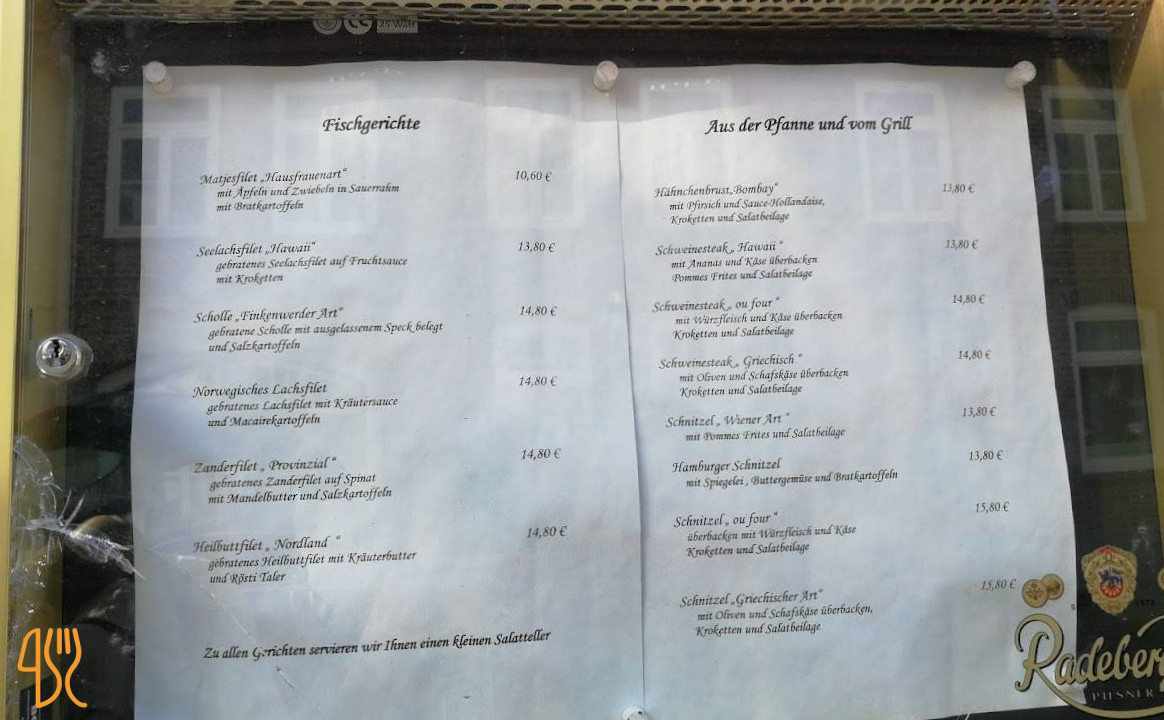 25 Watt
Fischgerichte
Matjesfilet „Hausfrauenart“
mit Äpfeln und Zwiebeln in Sauerrahm
mit Bratkartoffeln
10,60 €
Seelachsfilet „Hawaii“
gebratenes Seelachsfilet auf Fruchtsauce
mit Kroketten
13,80 €
Scholle „Finkenwerder Art“
gebratene Scholle mit ausgelassenem Speck belegt
und Salzkartoffeln
14,80 €
Norwegisches Lachsfilet
gebratenes Lachsfilet mit Kräutersauce
und Macairekartoffeln
14,80 €
Zanderfilet „ Provinzial “
gebratenes Zanderfilet auf Spinat
mit Mandelbutter und Salzkartoffeln
14,80 €
Heilbuttfilet „ Nordland “
gebratenes Heilbuttfilet mit Kräuterbutter
und Rösti Taler
14,80 €
Zu allen Gerichten servieren wir Ihnen einen kleinen Salatteller
Aus der Pfanne und vom Grill
Hähnchenbrust„Bombay“
mit Pfirsich und Sauce-Hollandaise,
Kroketten und Salatbeilage
13,80 €
Schweinesteak „ Hawaii “
mit Ananas und Käse überbacken
Pommes Frites und Salatbeilage
13,80 €
Schweinesteak „ ou four “
mit Würzfleisch und Käse überbacken
Kroketten und Salatbeilage
14,80 €
Schweinesteak „ Griechisch “
mit Oliven und Schafskäse überbacken
Kroketten und Salatbeilage
14,80 €
Schnitzel „ Wiener Art “
mit Pommes Frites und Salatbeilage
13,80 €
Hamburger Schnitzel
mit Spiegelei , Buttergemüse und Bratkartoffeln
13,80 €
Schnitzel „ ou four “
überbacken mit Würzfleisch und Käse
Kroketten und Salatbeilage
15,80 €
Schnitzel „Griechischer Art“
mit Oliven und Schafskäse überbacken,
Kroketten und Salatbeilage
15,80 €
Radeber
PILSNER